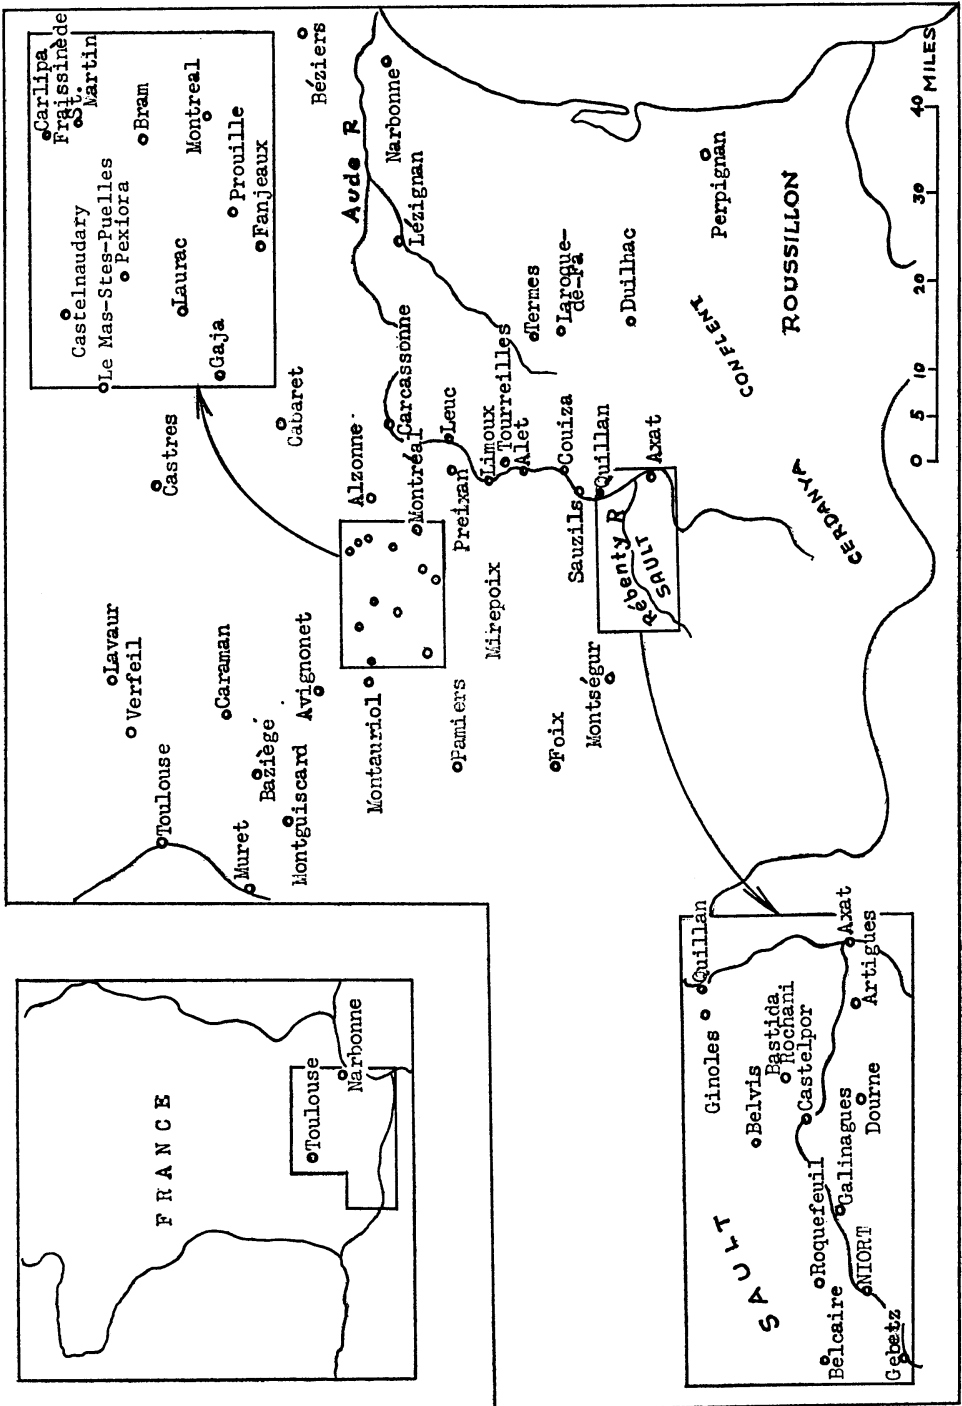 FRANCE
Toulouse
Narbonne
Toulouse
Muret
Verfeil
Lavaur
Caraman
Baziègé
Montguiscard
Avignonet
Castres
Cabaret
Béziers
Montauriol
Alzonne
Montréal
Carcassonne
Aude R
Narbonne
Lézignan
Pamiers
Mirepoix
Preixan
Leuc
Limoux
Tourreilles
Alet
Termes
Laroque-
de-Fa
Foix
Montségur
Couiza
Sauzils
Quillan
Duilhac
Rébenty R
SAULT
Axat
Perpignan
CONFLENT
ROUSSILLON
CERDANYA
0 5 10 20 30 40
MILES
Carlipa
Fraissinède
St.
Martin
Castelnaudary
Le Mas-Stes-Puelles
Pexiora
Bram
Montreal
Laurac
Prouille
Gaja
Fanjeaux
Quillan
Ginoles
Belvis
Bastida
Rochani
Castelpor
Axat
Artigues
SAULT
Roquefeuil
Galinagues
Dourne
Belcaire
NIORT
Gebetz